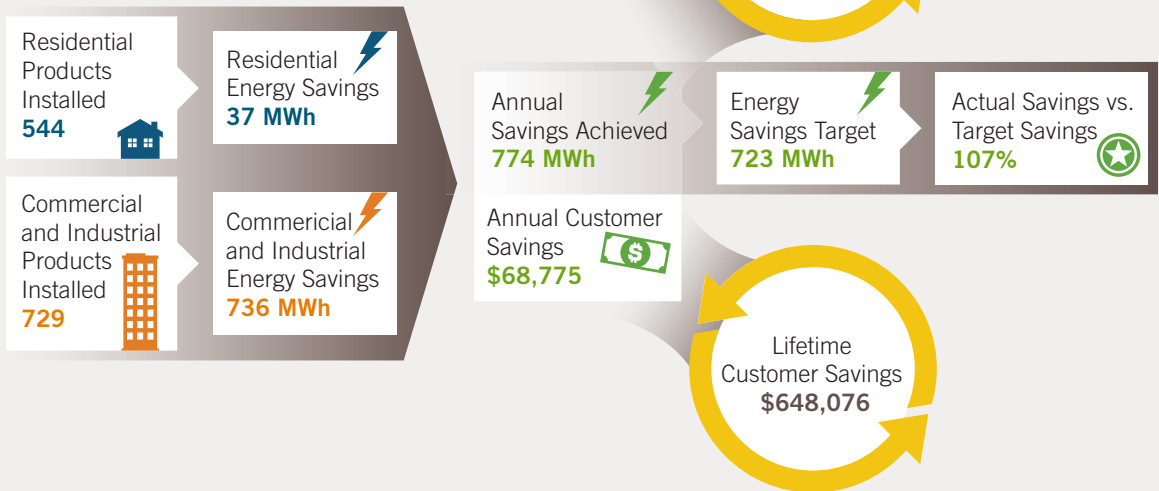 Residential
Products
Installed
544
Residential
Energy Savings
37 MWh
Commercial
and Industrial
Products
Installed
729
Commericial
and Industrial
Energy Savings
736 MWh
Annual
Savings Achieved
774 MWh
Annual Customer
Savings
$68,775
Energy
Savings Target
723 MWh
Actual Savings vs.
Target Savings
107%
$
Lifetime
Customer Savings
$648,076